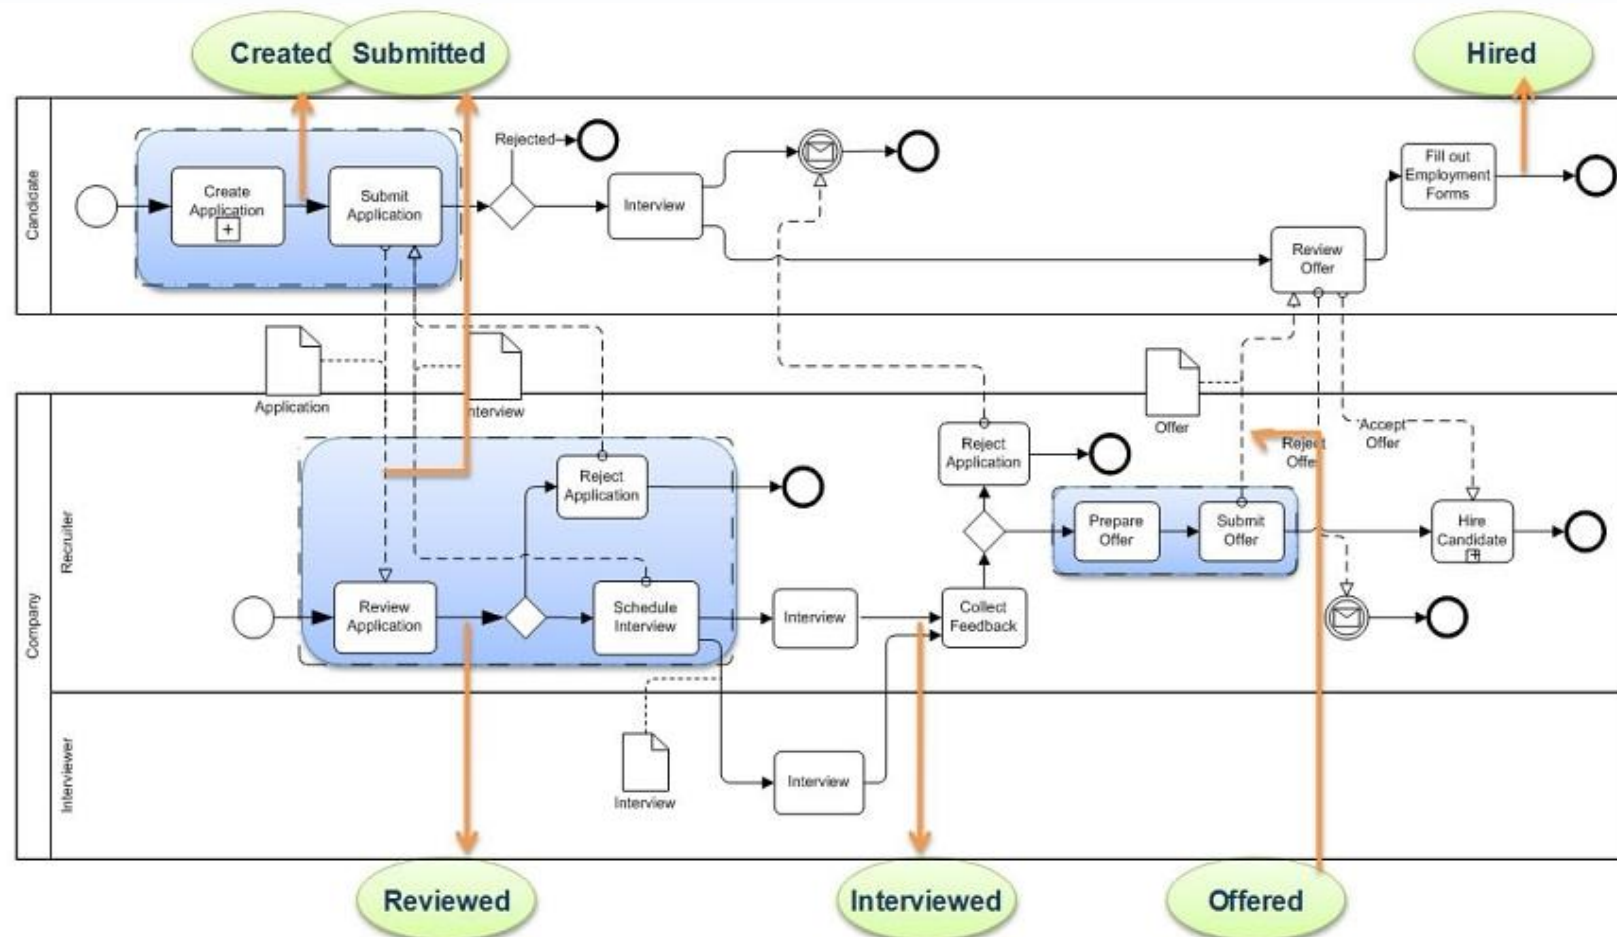 Created
Submitted
Hired
Candidate
Create
Application
Submit
Application
Rejected
Interview
Fill out
Employment
Forms
Review
Offer
Application
nterview
Offer
Company
Recruiter
Reject
Application
Reject
Application
Reject
Offer
Accept
Offer
Prepare
Offer
Submit
Offer
Hire
Candidate
Review
Application
Schedule
Interview
Interview
Collect
Feedback
Interviewer
Interview
Interview
Reviewed
Interviewed
Offered